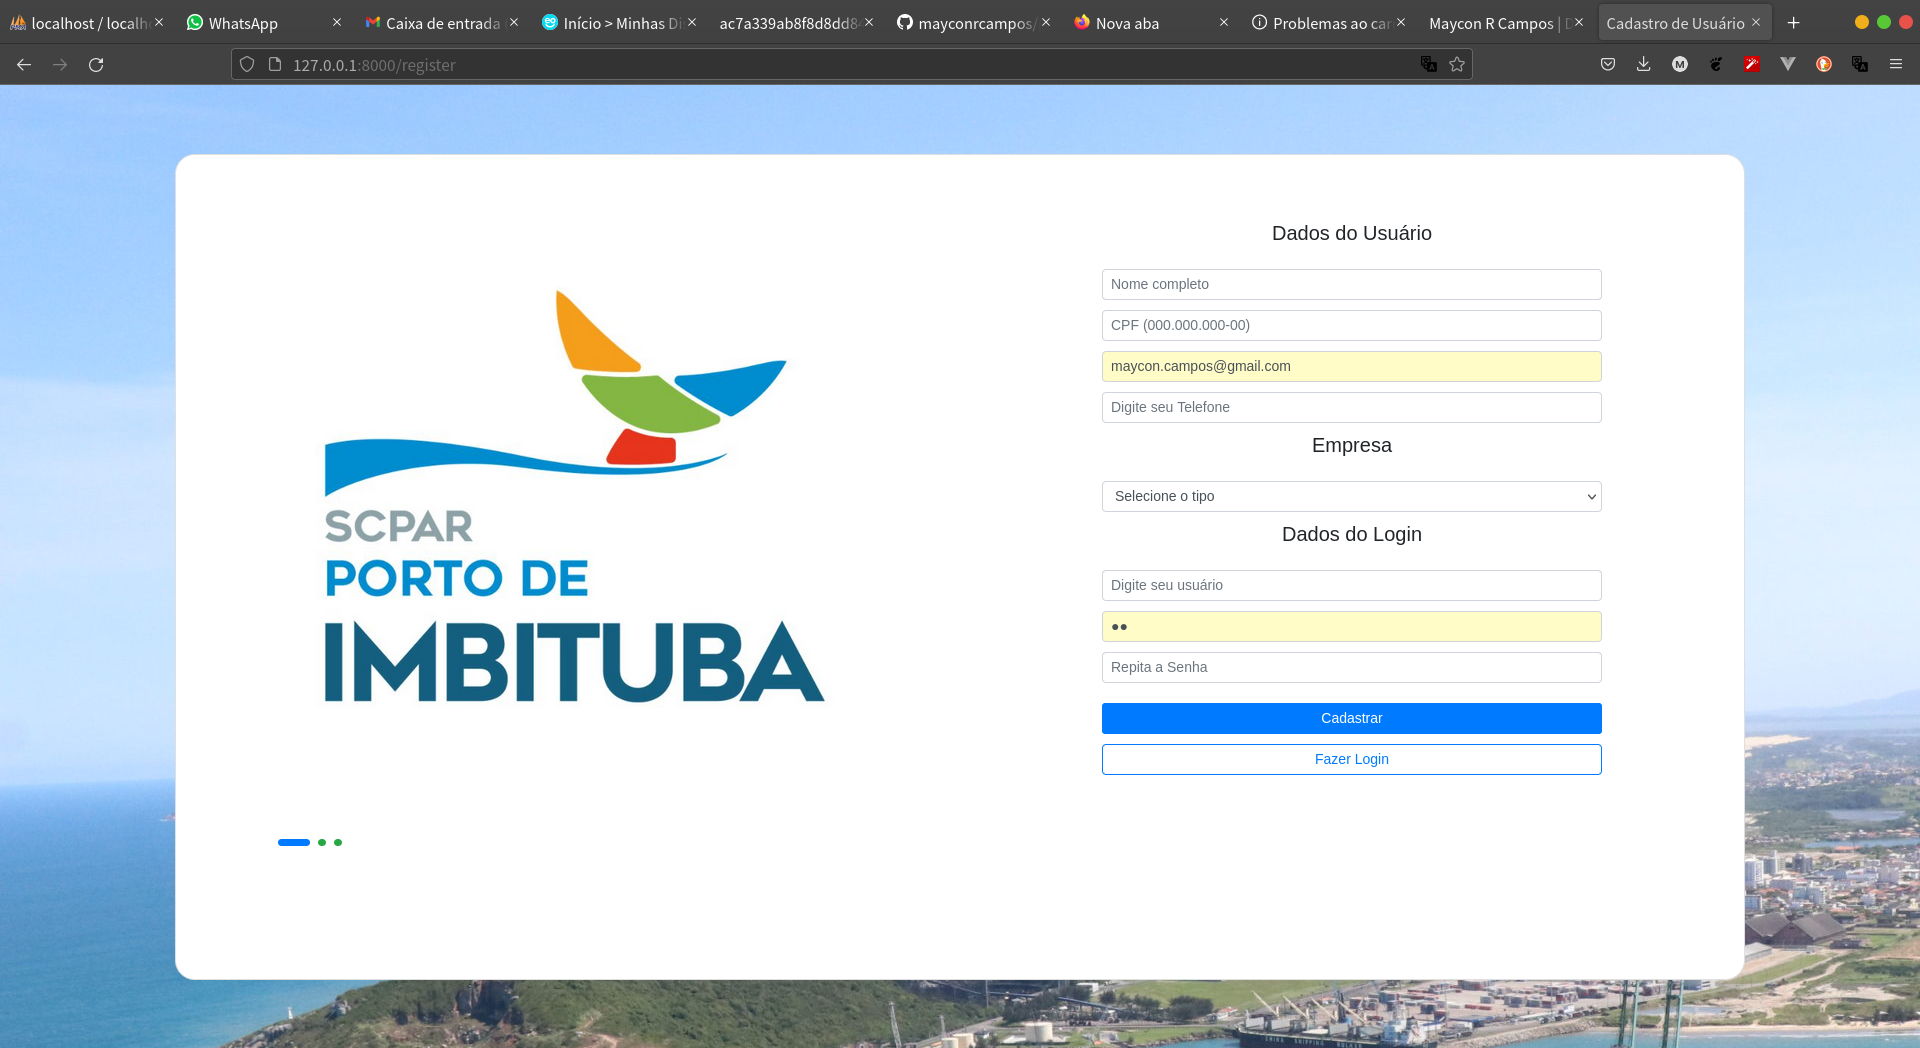 localhost / localh
WhatsApp
Caixa de entrada
Início > Minhas Di
ac7a339ab8f8d8dd8
mayconrcampos/
Nova aba
Problemas ao car
Maycon R Campos | D
Cadastro de Usuário
127.0.0.1:8000/register
SCPAR
PORTO DE
IMBITUBA
Dados do Usuário
Nome completo
CPF (000.000.000-00)
maycon.campos@gmail.com
Digite seu Telefone
Empresa
Selecione o tipo
Dados do Login
Digite seu usuário
Repita a Senha
Cadastrar
Fazer Login